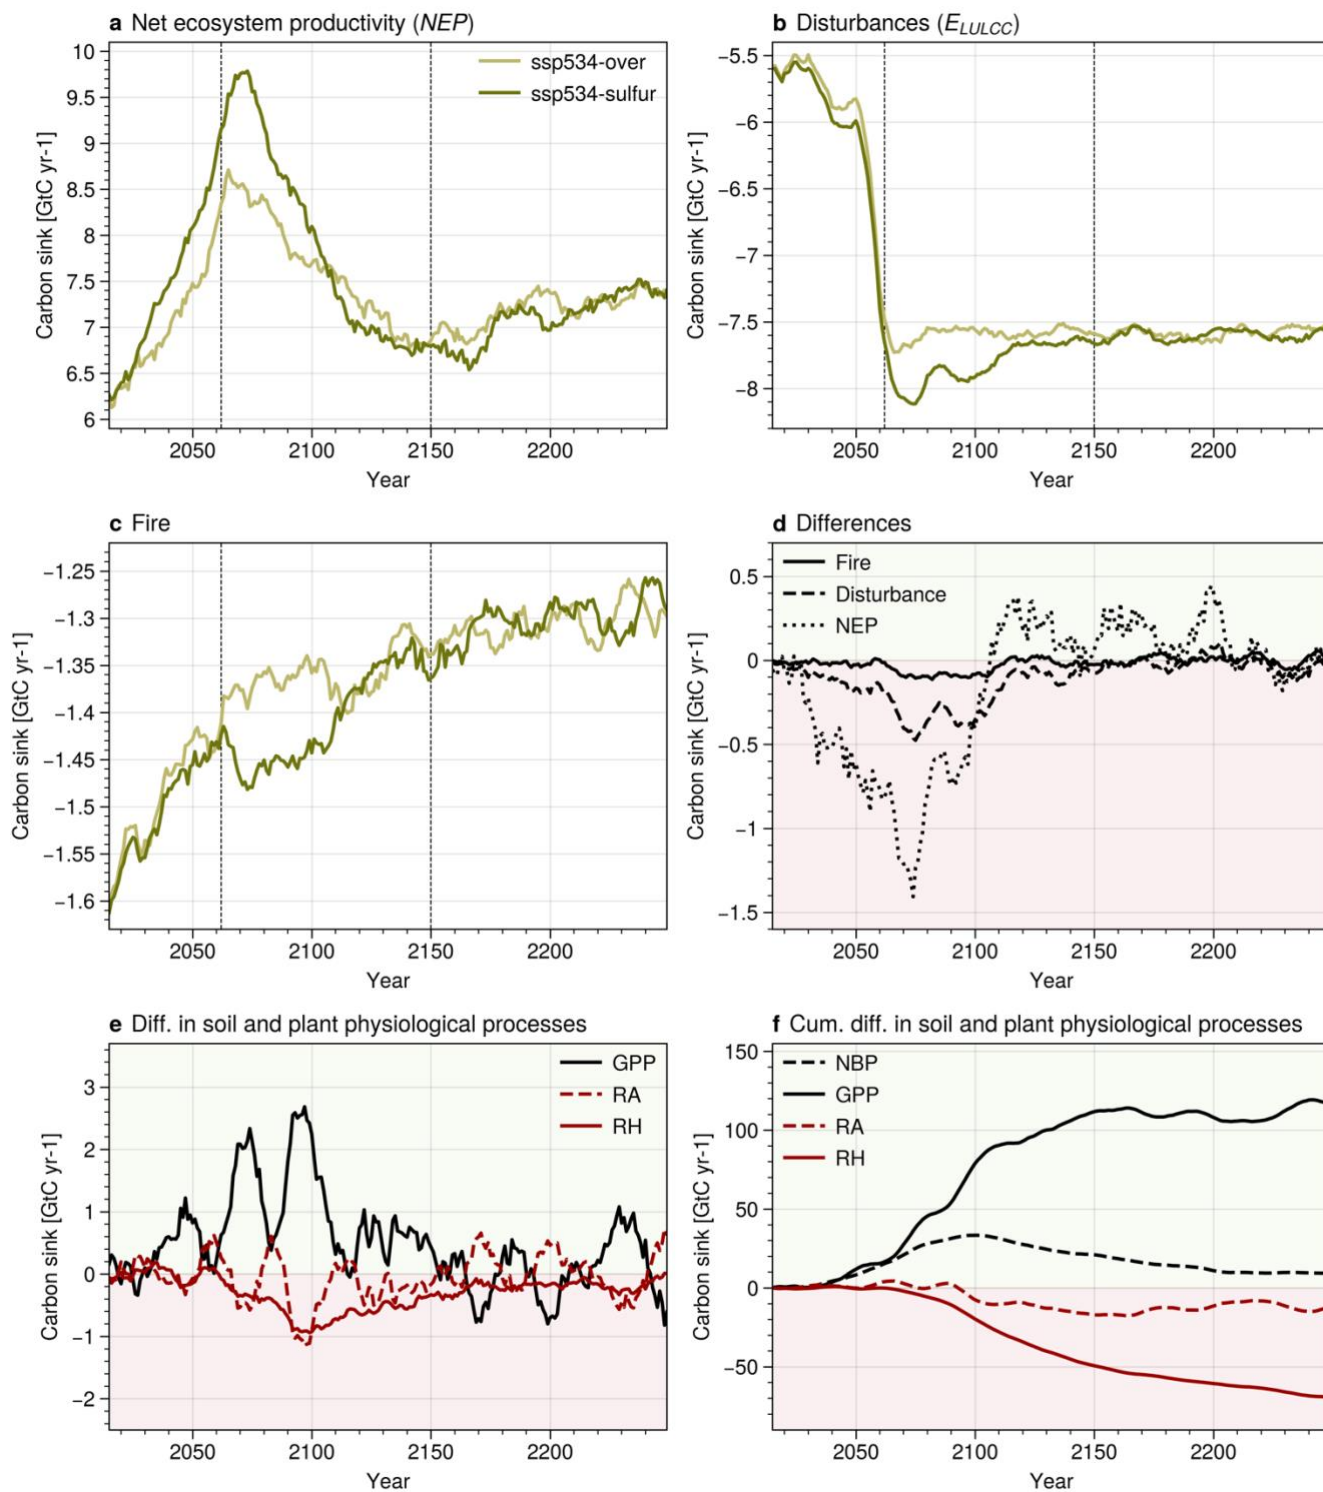 a Net ecosystem productivity (NEP)
ssp534-over
ssp534-sulfur
Carbon sink [GtC yr-1]
10
9.5
9
8.5
8
7.5
7
6.5
6
2050 2100 2150 2200
Year
b Disturbances (E_LULCC)
Carbon sink [GtC yr-1]
−5.5
−6
−6.5
−7
−7.5
−8
2050 2100 2150 2200
Year
c Fire
Carbon sink [GtC yr-1]
−1.25
−1.3
−1.35
−1.4
−1.45
−1.5
−1.55
−1.6
2050 2100 2150 2200
Year
d Differences
Fire
Disturbance
NEP
Carbon sink [GtC yr-1]
0.5
0
−0.5
−1
−1.5
2050 2100 2150 2200
Year
e Diff. in soil and plant physiological processes
GPP
RA
RH
Carbon sink [GtC yr-1]
3
2
1
0
−1
−2
2050 2100 2150 2200
Year
f Cum. diff. in soil and plant physiological processes
NBP
GPP
RA
RH
Carbon sink [GtC yr-1]
150
100
50
0
−50
2050 2100 2150 2200
Year